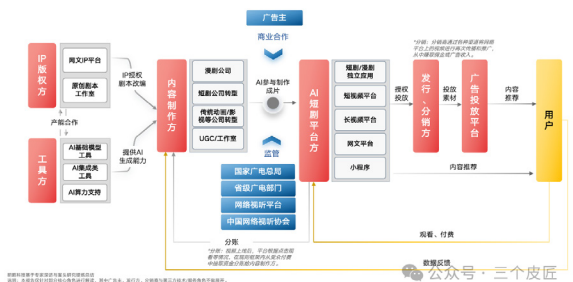 广告主
商业合作
IP
版权方
网文IP平台
原创剧本
工作室
产能合作
工具方
AI基础模型
工具
AI集成类
工具
AI算力支持
IP授权
剧本改编
提供AI
生成能力
内容制作方
漫剧公司
短剧公司转型
传统动画/影
视等公司转型
UGC/工作室
AI参与制作
成片
监管
国家广电总局
省级广电部门
网络视听平台
中国网络视听协会
AI短剧平台方
短剧/漫剧
独立应用
短视频平台
长视频平台
网文平台
小程序
授权
投放
发行、分销方
投放
素材
广告投放平台
内容
推荐
用户
内容推荐
观看、付费
数据反馈
分账
公众号·三个皮匠